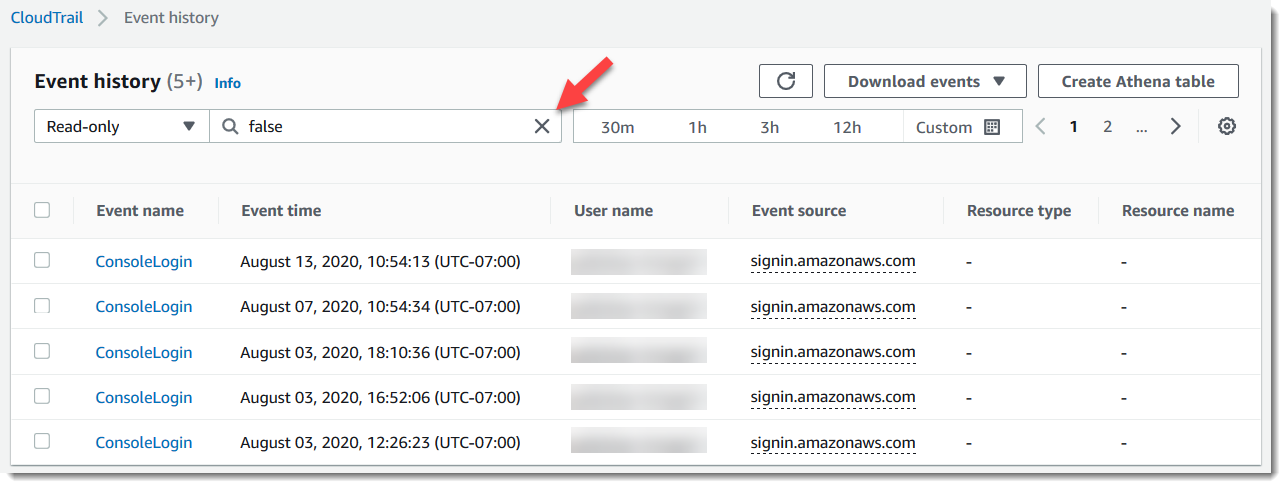 CloudTrail > Event history
Event history (5+) Info
Download events
Create Athena table
Read-only
false
30m 1h 3h 12h Custom
1 2 ...
Event name Event time User name Event source Resource type Resource name
ConsoleLogin August 13, 2020, 10:54:13 (UTC-07:00) signin.amazonaws.com - -
ConsoleLogin August 07, 2020, 10:54:34 (UTC-07:00) signin.amazonaws.com - -
ConsoleLogin August 03, 2020, 18:10:36 (UTC-07:00) signin.amazonaws.com - -
ConsoleLogin August 03, 2020, 16:52:06 (UTC-07:00) signin.amazonaws.com - -
ConsoleLogin August 03, 2020, 12:26:23 (UTC-07:00) signin.amazonaws.com - -